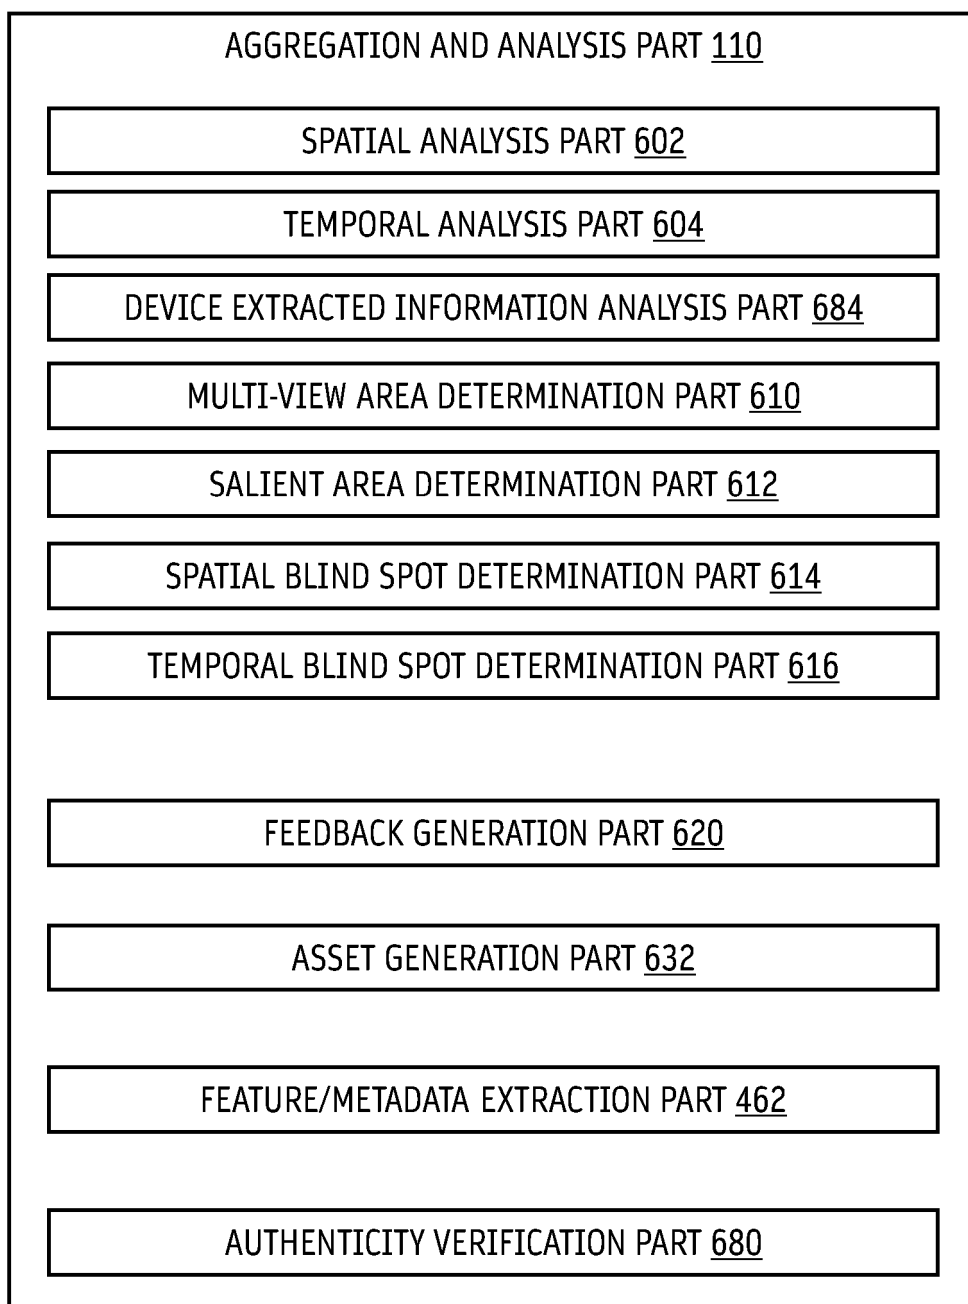 AGGREGATION AND ANALYSIS PART 110
SPATIAL ANALYSIS PART 602
TEMPORAL ANALYSIS PART 604
DEVICE EXTRACTED INFORMATION ANALYSIS PART 684
MULTI-VIEW AREA DETERMINATION PART 610
SALIENT AREA DETERMINATION PART 612
SPATIAL BLIND SPOT DETERMINATION PART 614
TEMPORAL BLIND SPOT DETERMINATION PART 616
FEEDBACK GENERATION PART 620
ASSET GENERATION PART 632
FEATURE/METADATA EXTRACTION PART 462
AUTHENTICITY VERIFICATION PART 680